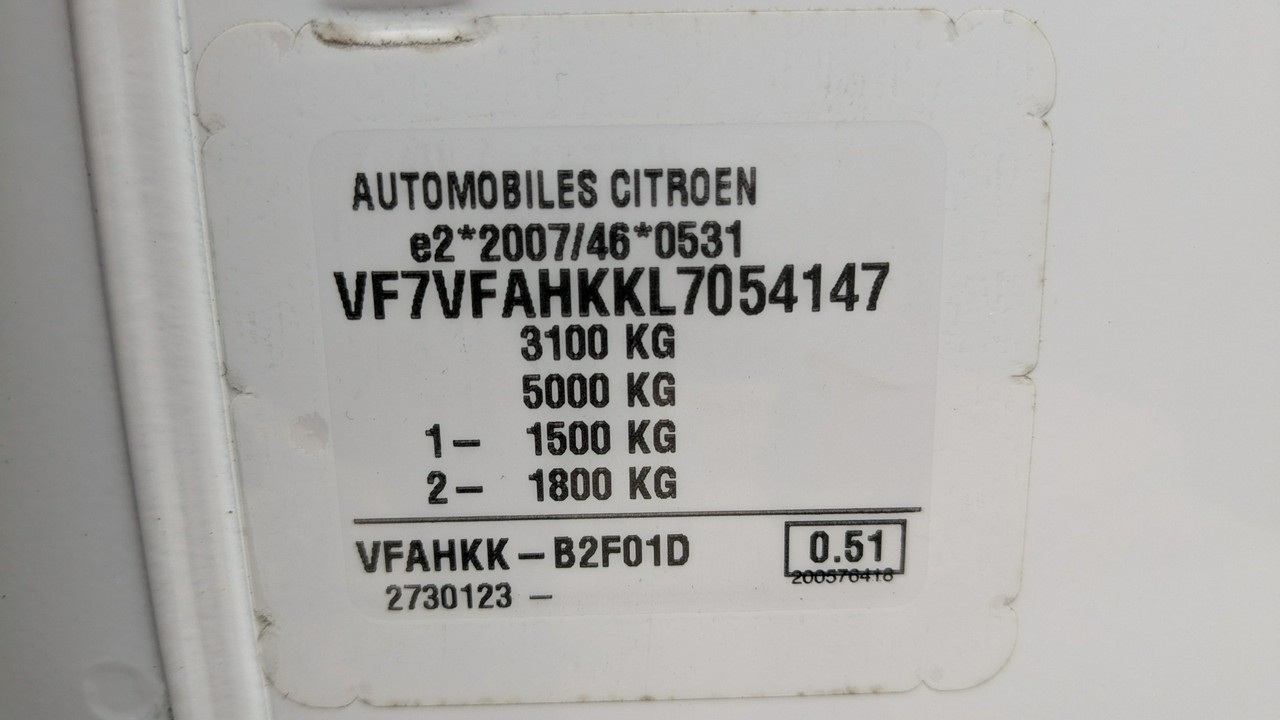 AUTOMOBILES CITROEN
e2*2007/46*0531
VF7VFAHKKL7054147
3100 KG
5000 KG
1- 1500 KG
2- 1800 KG
VFAHKK-B2F01D
0.51
200570418
2730123 -